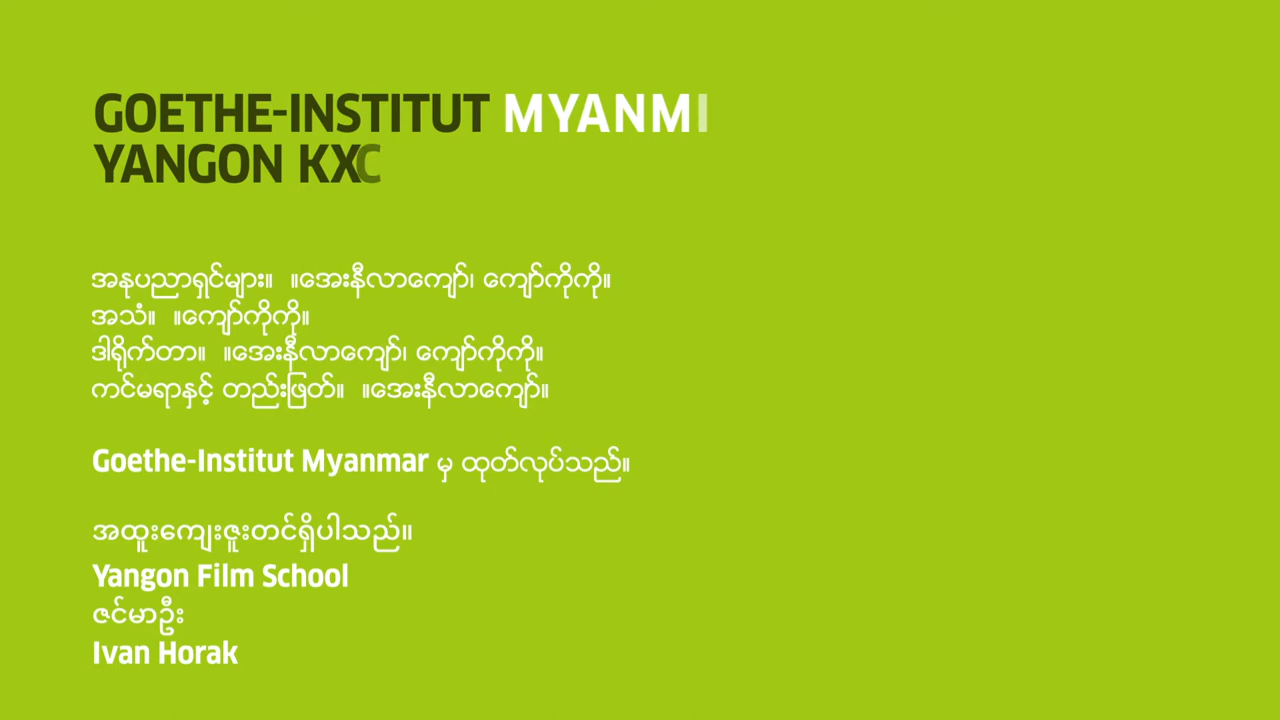 GOETHE-INSTITUT MYANMI
YANGON KXC
အနုပညာရှင်များ။ ။အေးနီလာကျော်၊ ကျော်ကိုကို။
အသံ။ ။ကျော်ကိုကို။
ဒါရိုက်တာ။ ။အေးနီလာကျော်၊ ကျော်ကိုကို။
ကင်မရာနှင့် တည်းဖြတ်။ ။အေးနီလာကျော်။
Goethe-Institut Myanmar မှ ထုတ်လုပ်သည်။
အထူးကျေးဇူးတင်ရှိပါသည်။
Yangon Film School
ဇင်မာဦး
Ivan Horak